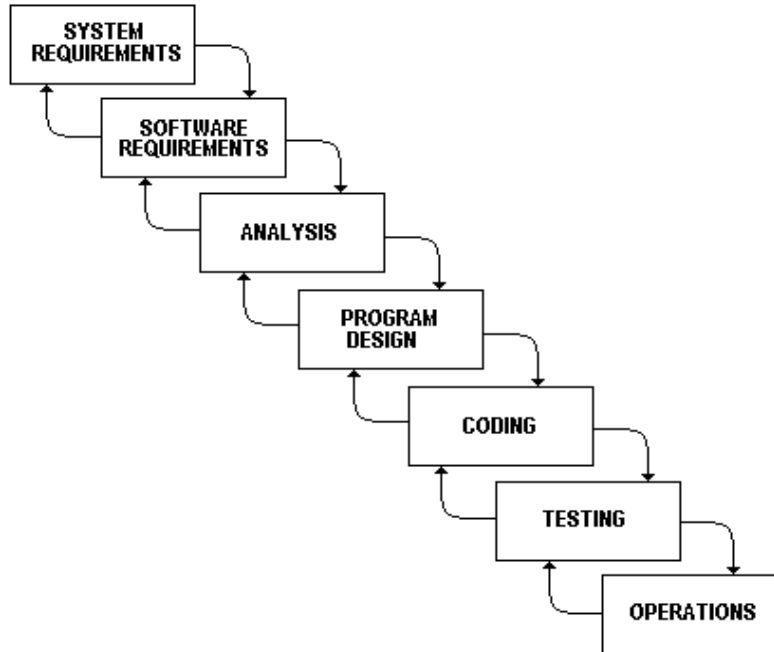 SYSTEM
REQUIREMENTS
SOFTWARE
REQUIREMENTS
ANALYSIS
PROGRAM
DESIGN
CODING
TESTING
OPERATIONS